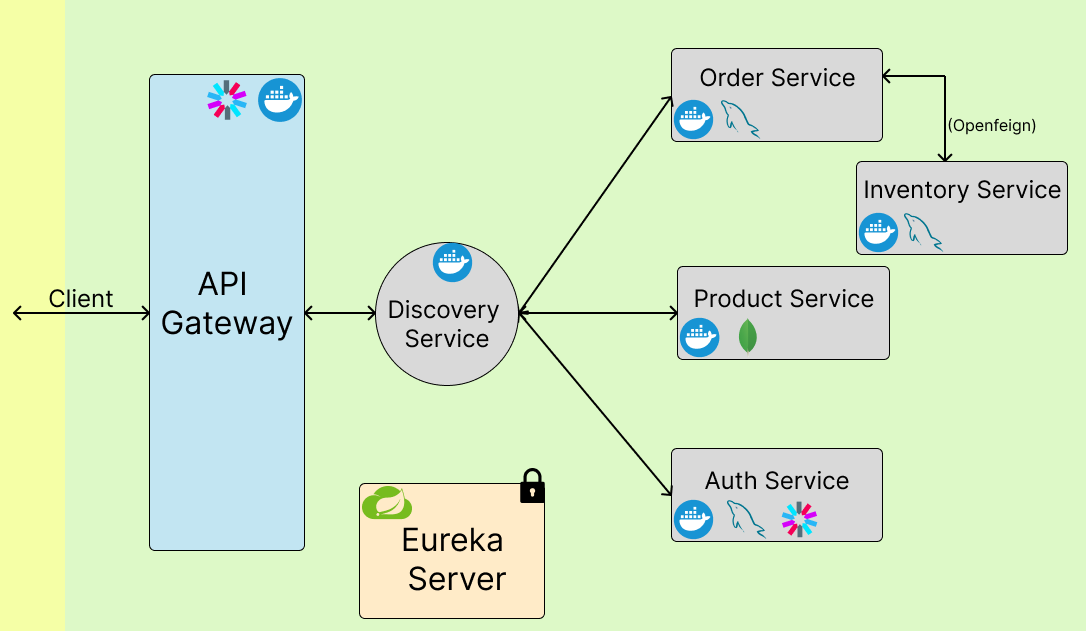 Client
API
Gateway
Discovery
Service
Order Service
(Openfeign)
Inventory Service
Product Service
Auth Service
Eureka
Server